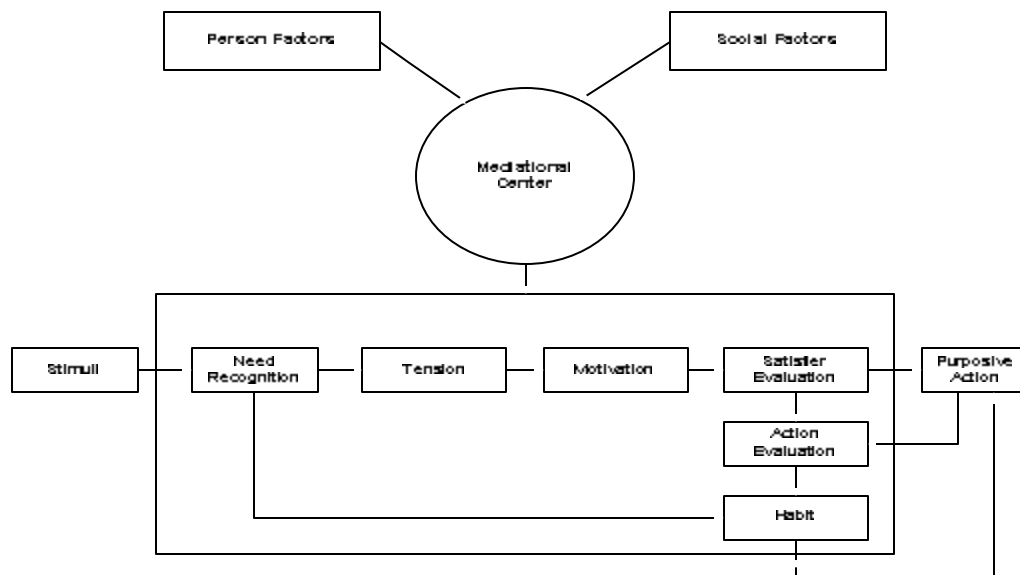 Person Factors
Social Factors
Mediational
Center
Stimuli
Need
Recognition
Tension
Motivation
Satisfier
Evaluation
Purposive
Action
Action
Evaluation
Habit